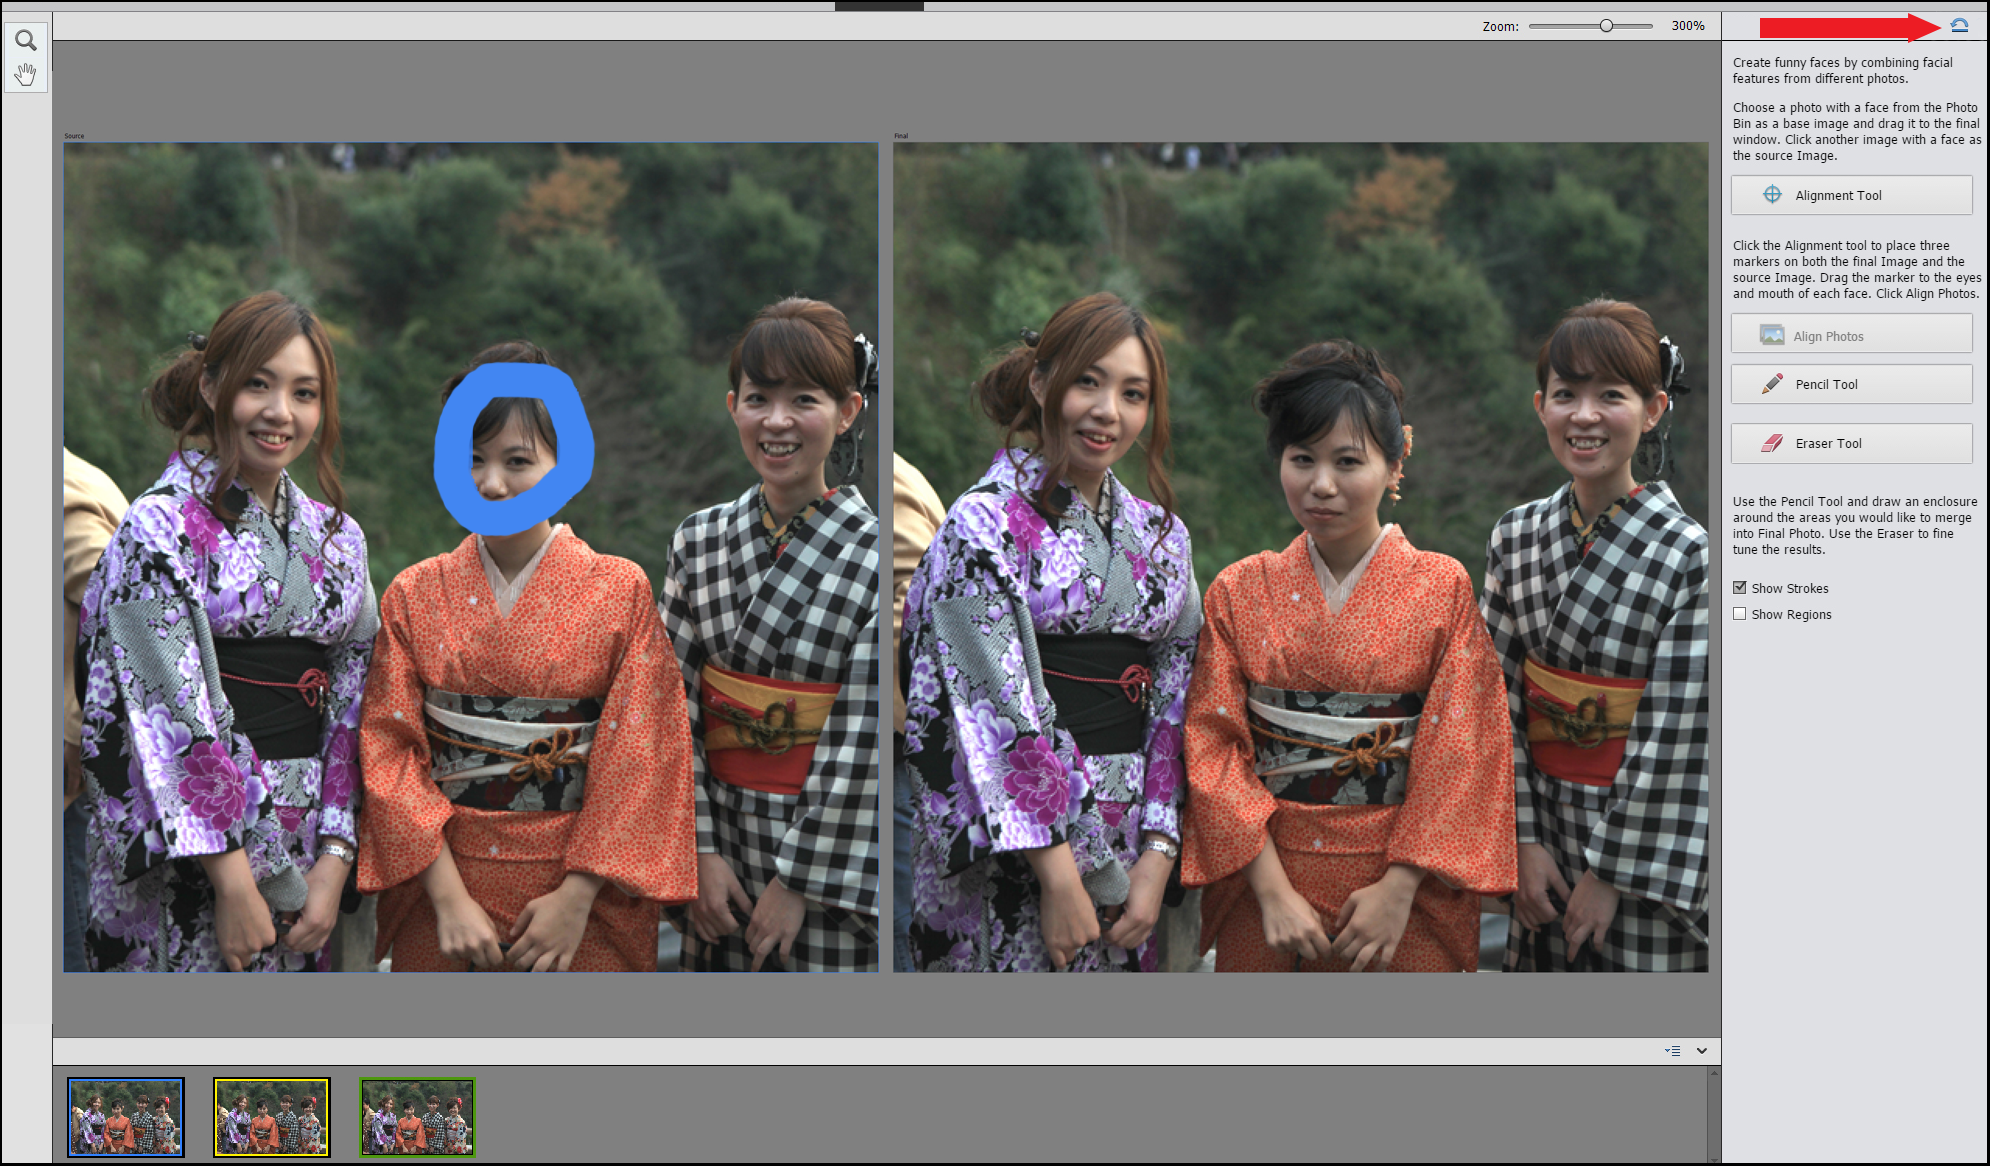 Zoom:
300%
Create funny faces by combining facial
features from different photos.
Choose a photo with a face from the Photo
Bin as a base image and drag it to the final
window. Click another image with a face as
the source Image.
Source
Final
Alignment Tool
Click the Alignment tool to place three
markers on both the final Image and the
source Image. Drag the marker to the eyes
and mouth of each face. Click Align Photos.
Align Photos
Pencil Tool
Eraser Tool
Use the Pencil Tool and draw an enclosure
around the areas you would like to merge
into Final Photo. Use the Eraser to fine
tune the results.
Show Strokes
Show Regions